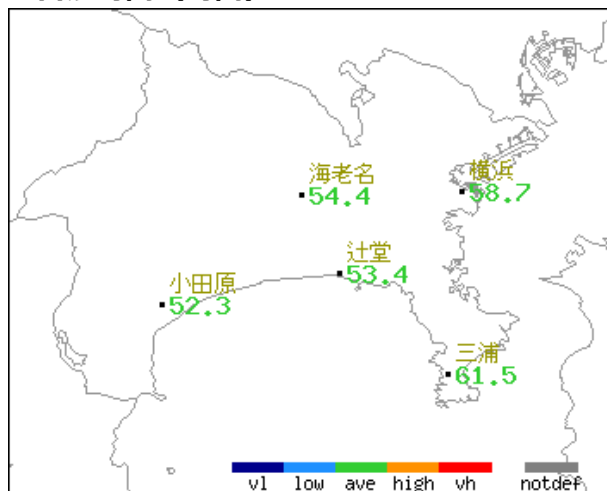 海老名
54.4
横浜
58.7
辻堂
53.4
小田原
52.3
三浦
61.5
vl low ave high vh notdef